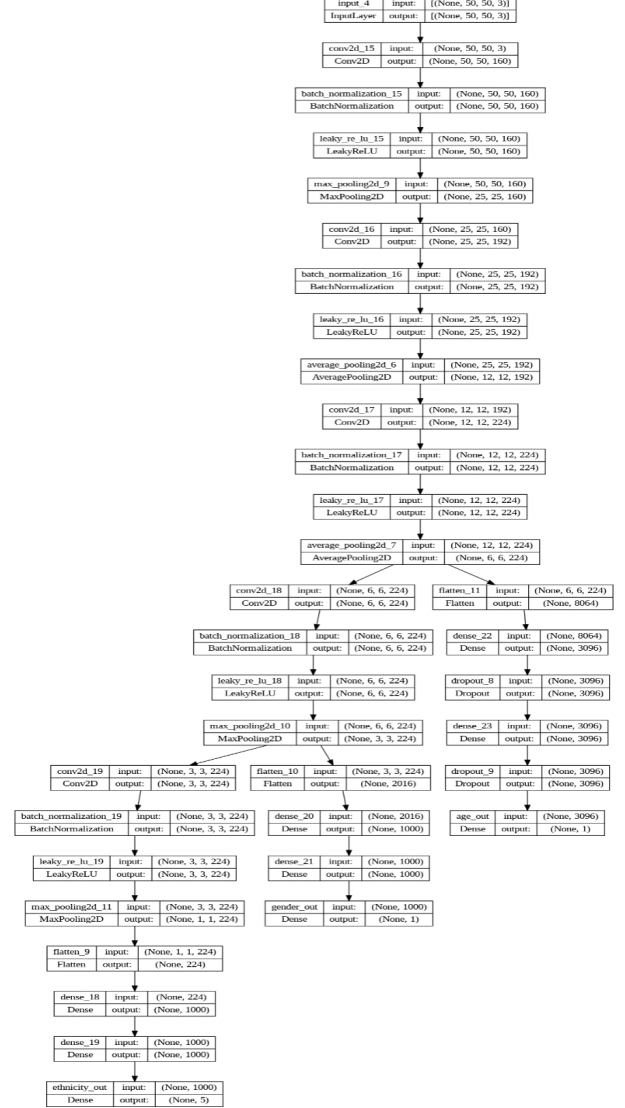 input_4 input: [(None, 50, 50, 3)]
InputLayer output: [(None, 50, 50, 3)]
conv2d_15 input: (None, 50, 50, 3)
Conv2D output: (None, 50, 50, 160)
batch_normalization_15 input: (None, 50, 50, 160)
BatchNormalization output: (None, 50, 50, 160)
leaky_re_lu_15 input: (None, 50, 50, 160)
LeakyReLU output: (None, 50, 50, 160)
max_pooling2d_9 input: (None, 50, 50, 160)
MaxPooling2D output: (None, 25, 25, 160)
conv2d_16 input: (None, 25, 25, 160)
Conv2D output: (None, 25, 25, 192)
batch_normalization_16 input: (None, 25, 25, 192)
BatchNormalization output: (None, 25, 25, 192)
leaky_re_lu_16 input: (None, 25, 25, 192)
LeakyReLU output: (None, 25, 25, 192)
average_pooling2d_6 input: (None, 25, 25, 192)
AveragePooling2D output: (None, 12, 12, 192)
conv2d_17 input: (None, 12, 12, 192)
Conv2D output: (None, 12, 12, 224)
batch_normalization_17 input: (None, 12, 12, 224)
BatchNormalization output: (None, 12, 12, 224)
leaky_re_lu_17 input: (None, 12, 12, 224)
LeakyReLU output: (None, 12, 12, 224)
average_pooling2d_7 input: (None, 12, 12, 224)
AveragePooling2D output: (None, 6, 6, 224)
conv2d_18 input: (None, 6, 6, 224) flatten_11 input: (None, 6, 6, 224)
Conv2D output: (None, 6, 6, 224) Flatten output: (None, 8064)
batch_normalization_18 input: (None, 6, 6, 224) dense_22 input: (None, 8064)
BatchNormalization output: (None, 6, 6, 224) Dense output: (None, 3096)
leaky_re_lu_18 input: (None, 6, 6, 224) dropout_8 input: (None, 3096)
LeakyReLU output: (None, 6, 6, 224) Dropout output: (None, 3096)
max_pooling2d_10 input: (None, 6, 6, 224) dense_23 input: (None, 3096)
MaxPooling2D output: (None, 3, 3, 224) Dense output: (None, 3096)
conv2d_19 input: (None, 3, 3, 224) flatten_10 input: (None, 3, 3, 224) dropout_9 input: (None, 3096)
Conv2D output: (None, 3, 3, 224) Flatten output: (None, 2016) Dropout output: (None, 3096)
batch_normalization_19 input: (None, 3, 3, 224) dense_20 input: (None, 2016) age_out input: (None, 3096)
BatchNormalization output: (None, 3, 3, 224) Dense output: (None, 1000) Dense output: (None, 1)
leaky_re_lu_19 input: (None, 3, 3, 224) dense_21 input: (None, 1000)
LeakyReLU output: (None, 3, 3, 224) Dense output: (None, 1000)
max_pooling2d_11 input: (None, 3, 3, 224) gender_out input: (None, 1000)
MaxPooling2D output: (None, 1, 1, 224) Dense output: (None, 1)
flatten_9 input: (None, 1, 1, 224)
Flatten output: (None, 224)
dense_18 input: (None, 224)
Dense output: (None, 1000)
dense_19 input: (None, 1000)
Dense output: (None, 1000)
ethnicity_out input: (None, 1000)
Dense output: (None, 5)